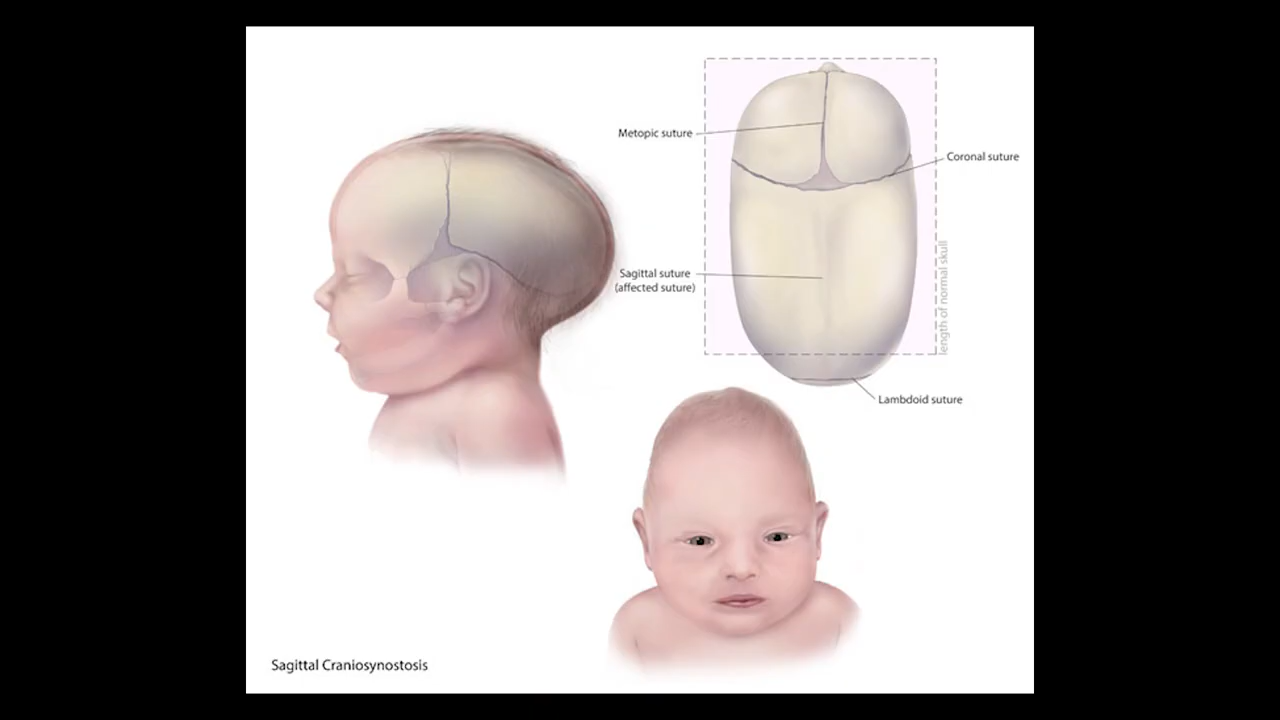 Metopic suture
Coronal suture
Sagittal suture
(affected suture)
length of normal skull
Lambdoid suture
Sagittal Craniosynostosis